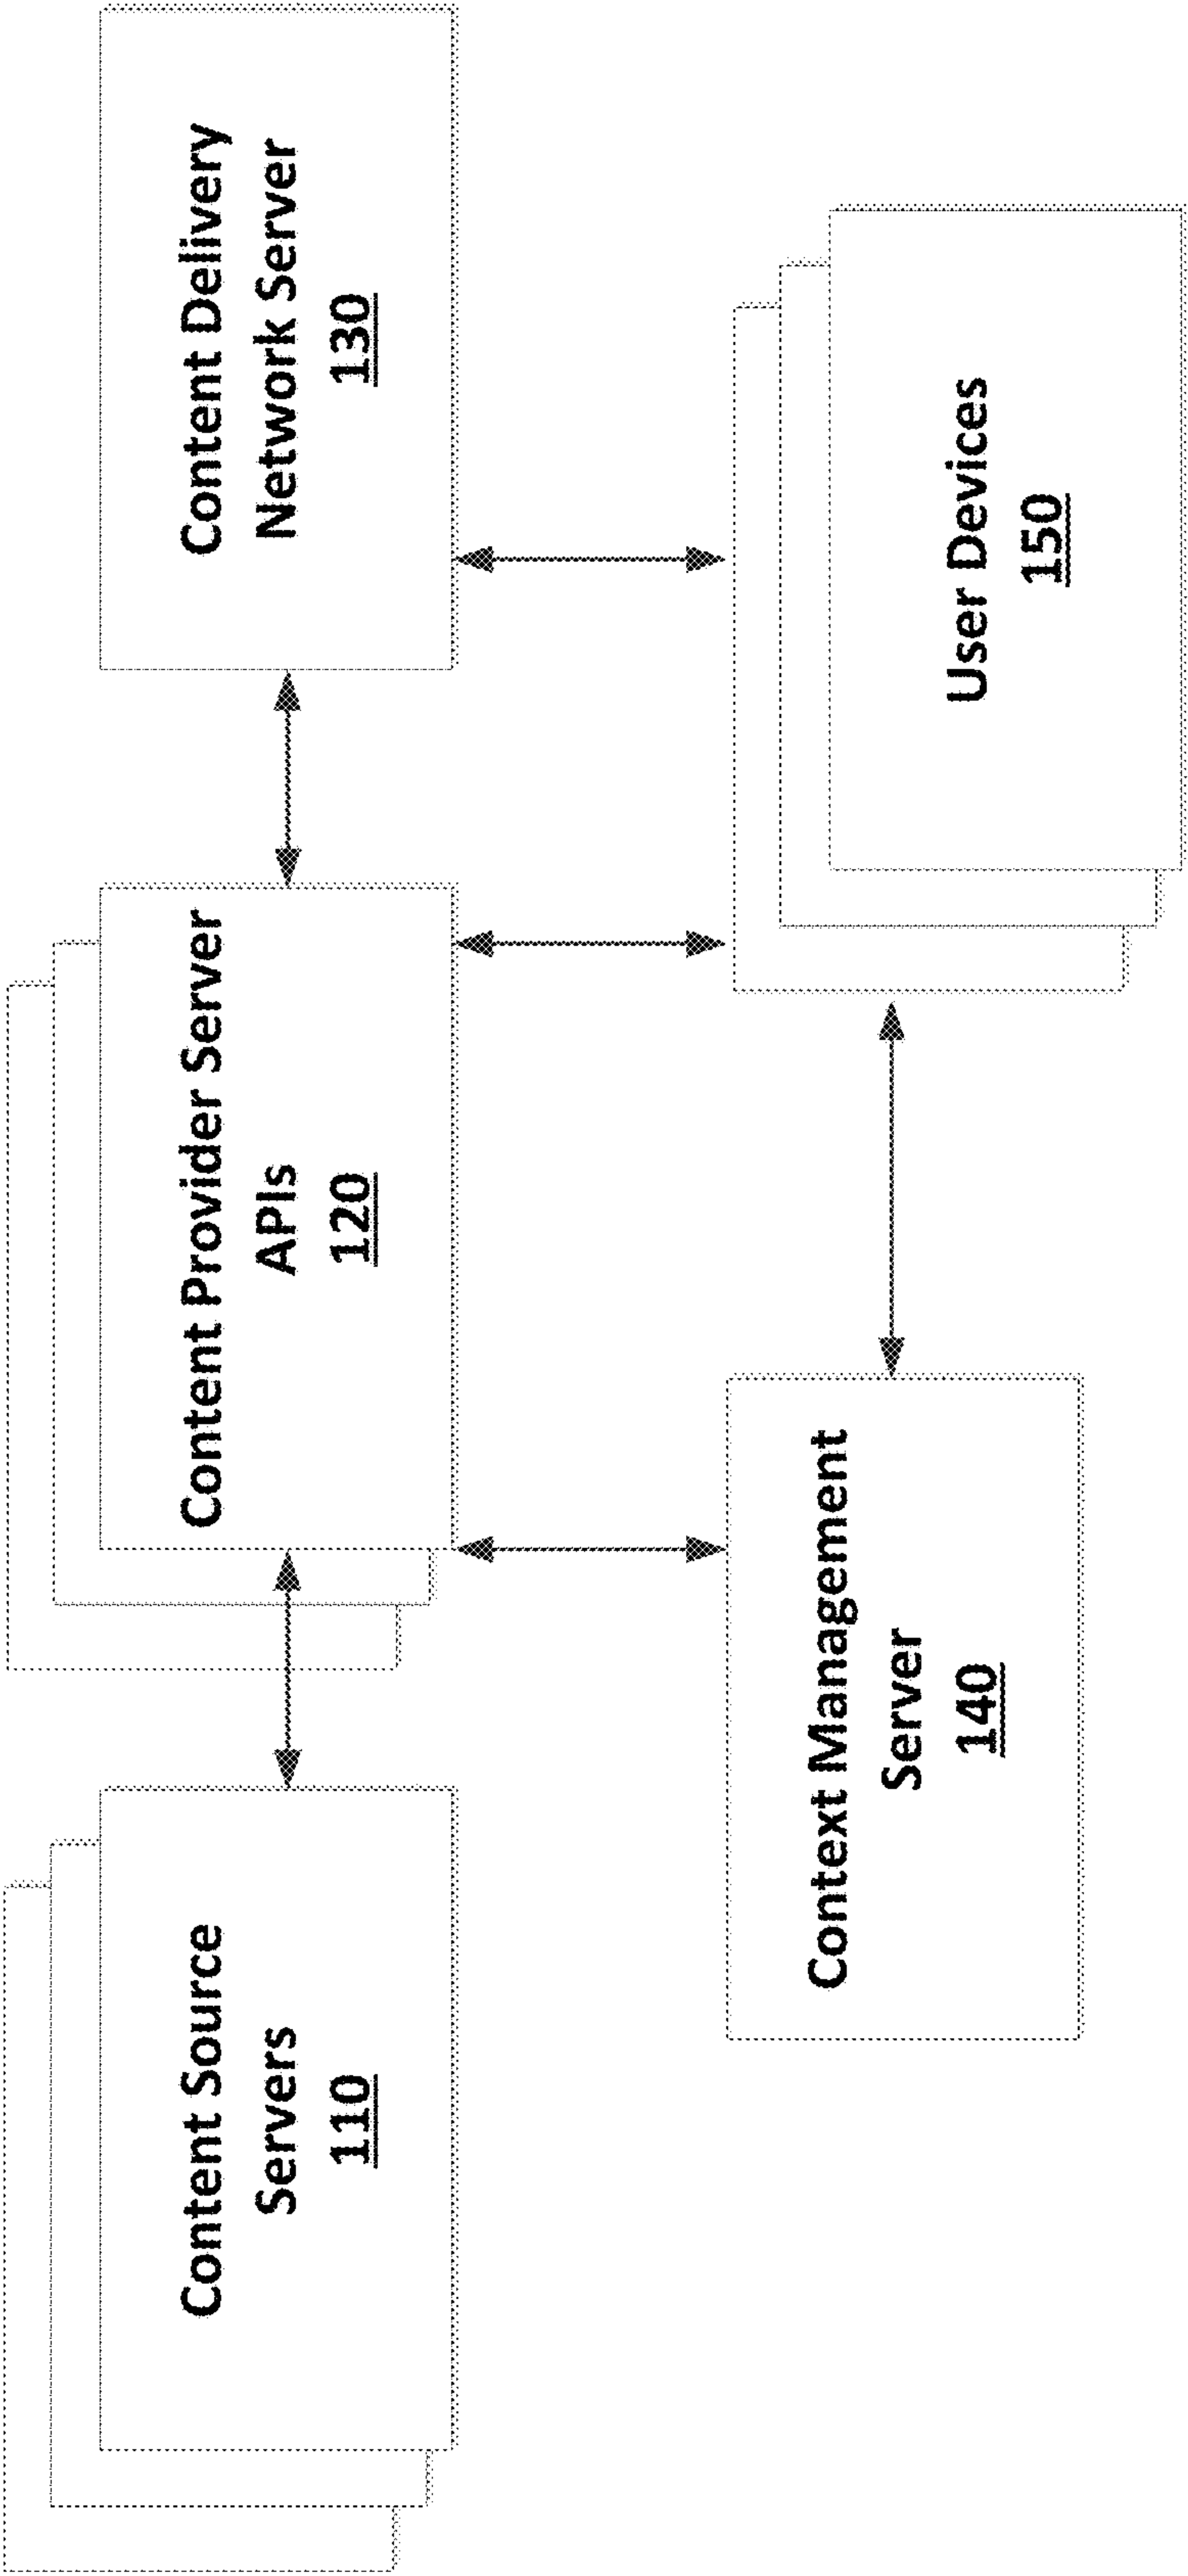 Content Source
Servers
110
Content Provider Server
APIs
120
Content Delivery
Network Server
130
Context Management
Server
140
User Devices
150